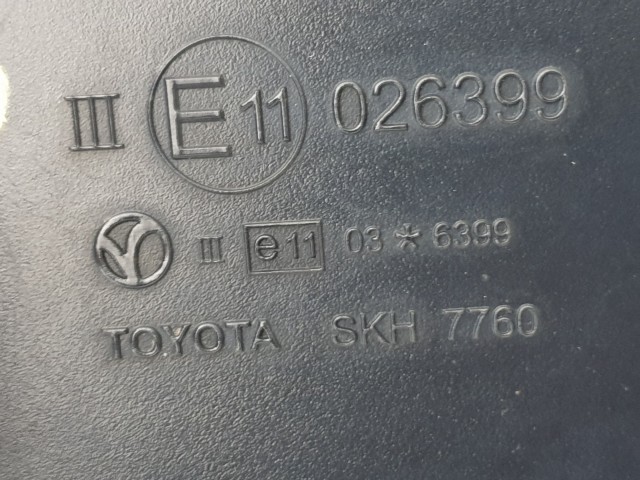 III E11 026399
III e11 03*6399
TOYOTA SKH 7760